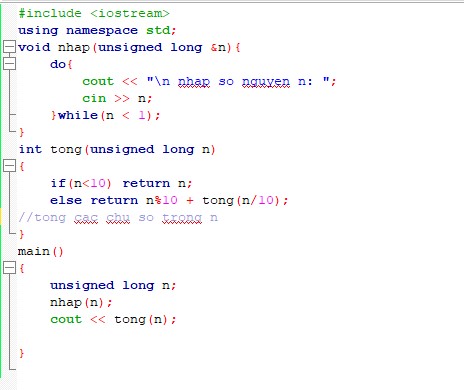 #include <iostream>
using namespace std;
void nhap(unsigned long &n){
do{
cout << "\n nhap so nguyen n: ";
cin >> n;
}while(n < 1);
}
int tong(unsigned long n)
{
if(n<10) return n;
else return n%10 + tong(n/10);
//tong cac chu so trong n
}
main()
{
unsigned long n;
nhap(n);
cout << tong(n);
}